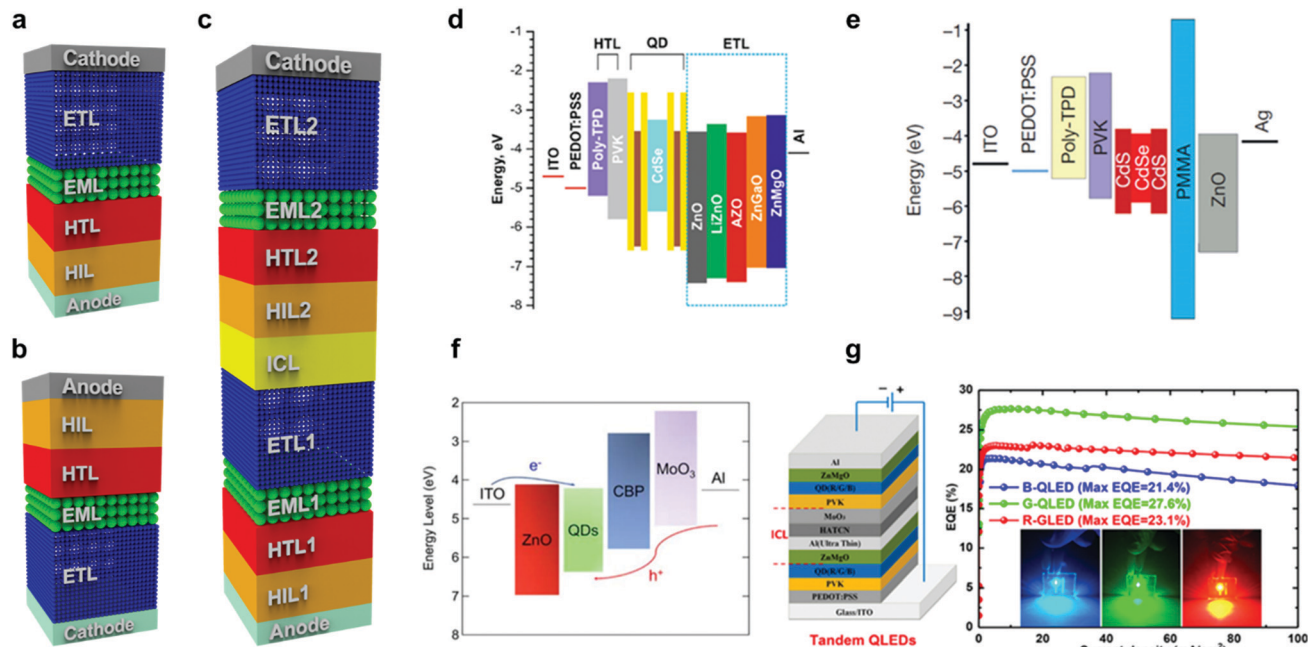 a
Cathode
ETL
EML
HTL
HIL
Anode
b
Anode
HIL
HTL
EML
ETL
Cathode
c
Cathode
ETL2
EML2
HTL2
HIL2
ICL
ETL1
EML1
HTL1
HIL1
Anode
d
Energy, eV
-1
-2
-3
-4
-5
-6
-7
-8
HTL
QD
ETL
ITO
PEDOT:PSS
Poly-TPD
PVK
CdSe
ZnO
LiZnO
AZO
ZnGaO
ZnMgO
Al
e
Energy (eV)
–1
–2
–3
–4
–5
–6
–7
–8
–9
ITO
PEDOT:PSS
Poly-TPD
PVK
CdS
CdSe
CdS
PMMA
ZnO
Ag
f
Energy Level (eV)
2
3
4
5
6
7
8
ITO
e-
ZnO
QDs
CBP
MoO3
Al
h+
g
− +
Al
ZnMgO
QD(R/G/B)
PVK
MoO3
HATCN
Al(Ultra Thin)
ZnMgO
QD(R/G/B)
PVK
PEDOT:PSS
Glass/ITO
ICL
Tandem QLEDs
EQE (%)
30
25
20
15
10
5
0
B-QLED (Max EQE=21.4%)
G-QLED (Max EQE=27.6%)
R-GLED (Max EQE=23.1%)
0 20 40 60 80 100